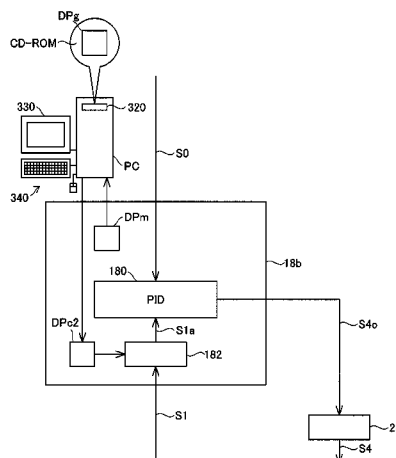 DPg
CD-ROM
330
320
S0
PC
340
DPm
180
18b
PID
DPc2
S1a
S4o
182
S1
2
S4